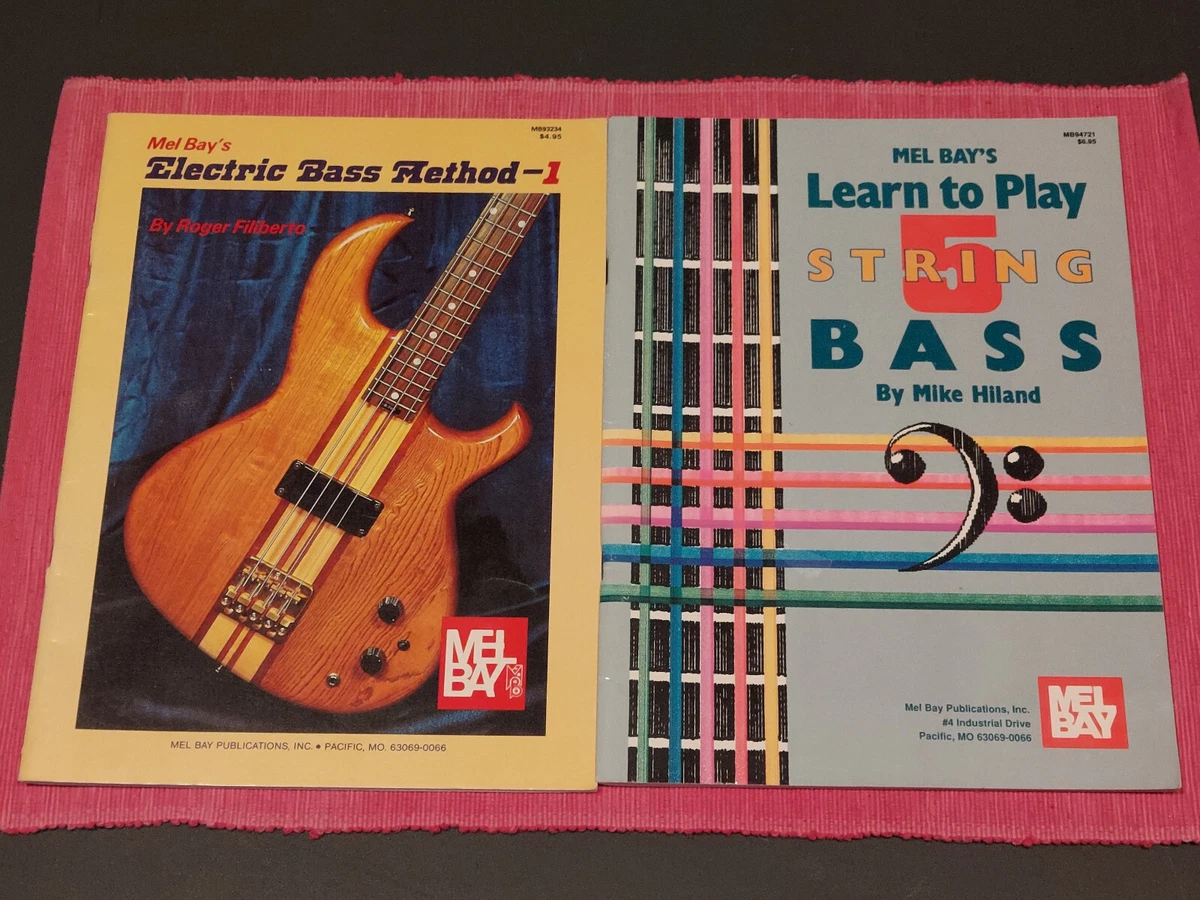 MB93234
$4.95
Mel Bay's
Electric Bass Method-1
By Roger Filiberto
MEL
BAY
MEL BAY PUBLICATIONS, INC. • PACIFIC, MO. 63069-0066
MB94721
$6.95
MEL BAY'S
Learn to Play
5
STRING
BASS
By Mike Hiland
Mel Bay Publications, Inc.
#4 Industrial Drive
Pacific, MO 63069-0066
MEL
BAY